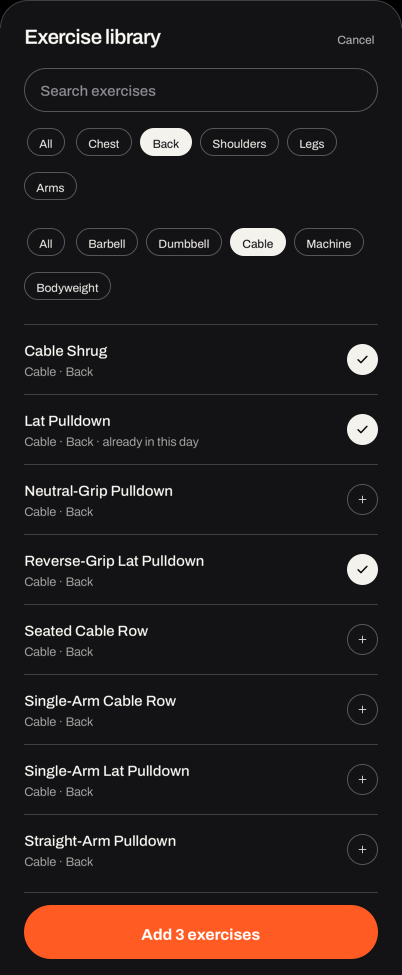 Exercise library
Cancel
Search exercises
All Chest Back Shoulders Legs
Arms
All Barbell Dumbbell Cable Machine
Bodyweight
Cable Shrug
Cable · Back
Lat Pulldown
Cable · Back · already in this day
Neutral-Grip Pulldown
Cable · Back
Reverse-Grip Lat Pulldown
Cable · Back
Seated Cable Row
Cable · Back
Single-Arm Cable Row
Cable · Back
Single-Arm Lat Pulldown
Cable · Back
Straight-Arm Pulldown
Cable · Back
Add 3 exercises